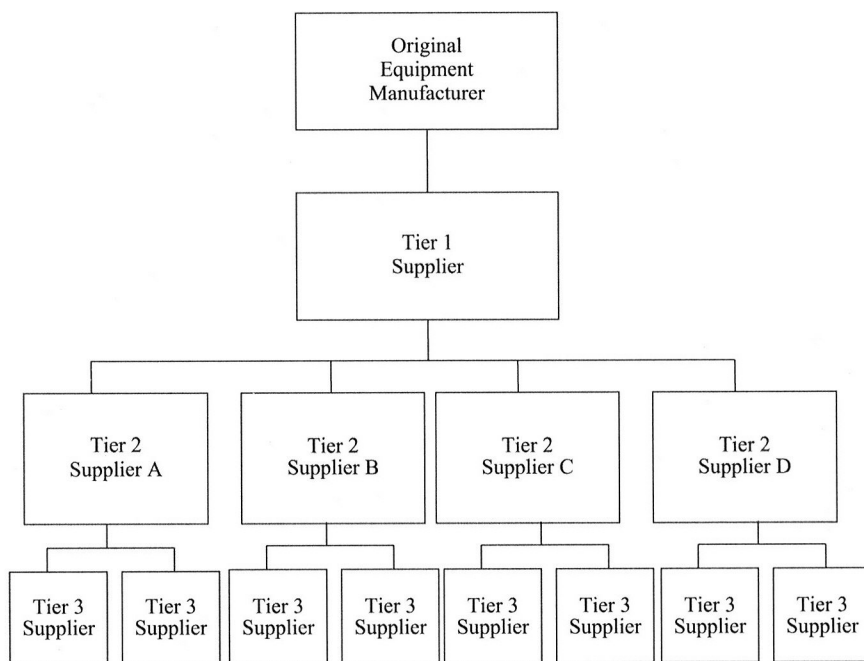 Original
Equipment
Manufacturer
Tier 1
Supplier
Tier 2
Supplier A
Tier 2
Supplier B
Tier 2
Supplier C
Tier 2
Supplier D
Tier 3
Supplier
Tier 3
Supplier
Tier 3
Supplier
Tier 3
Supplier
Tier 3
Supplier
Tier 3
Supplier
Tier 3
Supplier
Tier 3
Supplier